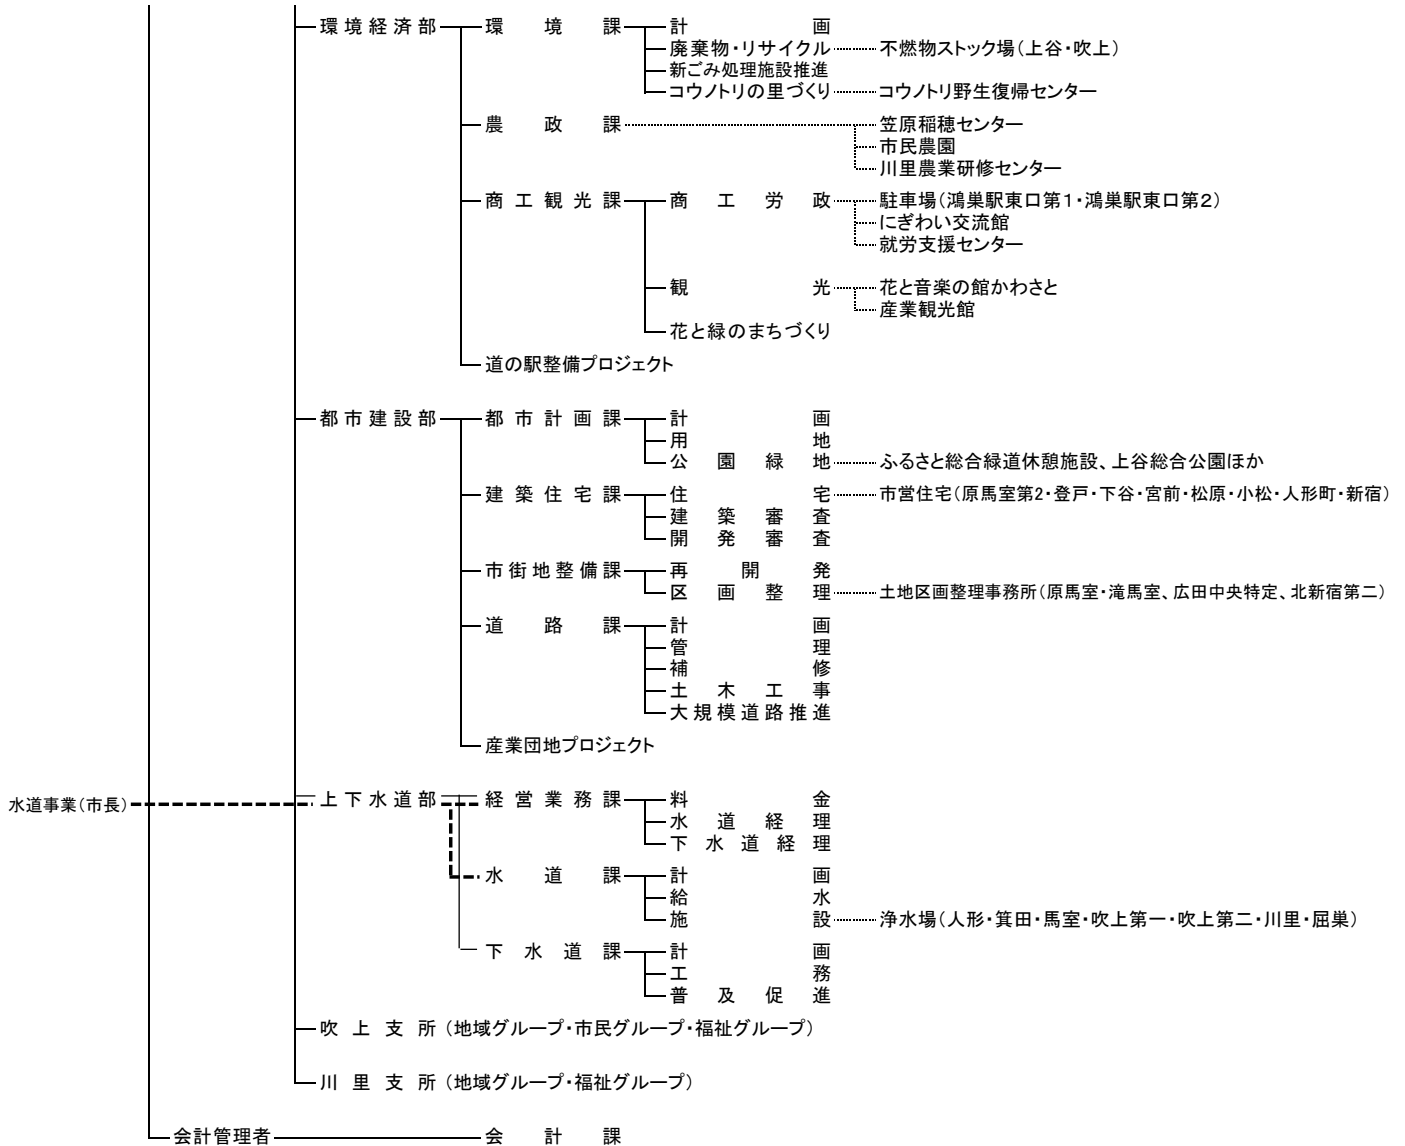 環境経済部 環境課 計画
廃棄物・リサイクル 不燃物ストック場(上谷・吹上)
新ごみ処理施設推進
コウノトリの里づくり コウノトリ野生復帰センター
農政課 笠原稲穂センター
市民農園
川里農業研修センター
商工観光課 商工労政 駐車場(鴻巣駅東口第1・鴻巣駅東口第2)
にぎわい交流館
就労支援センター
観光 花と音楽の館かわさと
産業観光館
花と緑のまちづくり
道の駅整備プロジェクト
都市建設部 都市計画課 計画
用地
公園緑地 ふるさと総合緑道休憩施設、上谷総合公園ほか
建築住宅課 住宅 市営住宅(原馬室第2・登戸・下谷・宮前・松原・小松・人形町・新宿)
建築審査
開発審査
市街地整備課 再開発
区画整理 土地区画整理事務所(原馬室・滝馬室、広田中央特定、北新宿第二)
道路課 計画
管理
補修
土木工事
大規模道路推進
産業団地プロジェクト
水道事業(市長) 上下水道部 経営業務課 料金
水道経理
下水道経理
水道課 計画
給水
施設 浄水場(人形・箕田・馬室・吹上第一・吹上第二・川里・屈巣)
下水道課 計画
工務
普及促進
吹上支所(地域グループ・市民グループ・福祉グループ)
川里支所(地域グループ・福祉グループ)
会計管理者 会計課